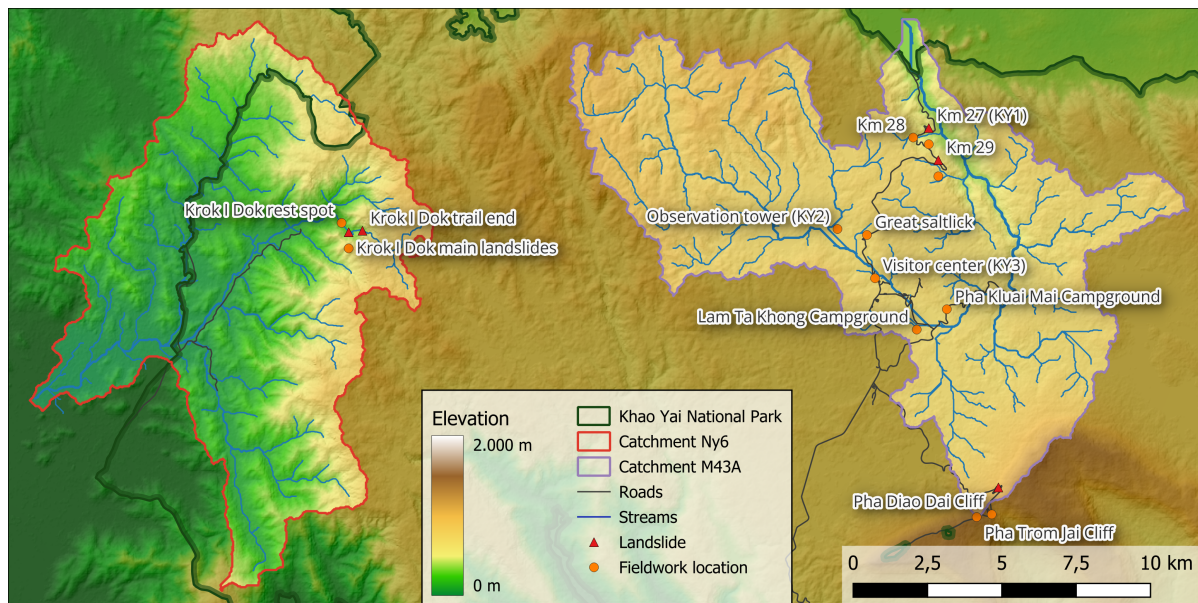 Km 27 (KY1)
Km 28
Km 29
Krok I Dok rest spot
Krok I Dok trail end
Krok I Dok main landslides
Observation tower (KY2)
Great saltlick
Visitor center (KY3)
Pha Kluai Mai Campground
Lam Ta Khong Campground
Pha Diao Dai Cliff
Pha Trom Jai Cliff
Elevation
2.000 m
0 m
Khao Yai National Park
Catchment Ny6
Catchment M43A
Roads
Streams
Landslide
Fieldwork location
0 2,5 5 7,5 10 km